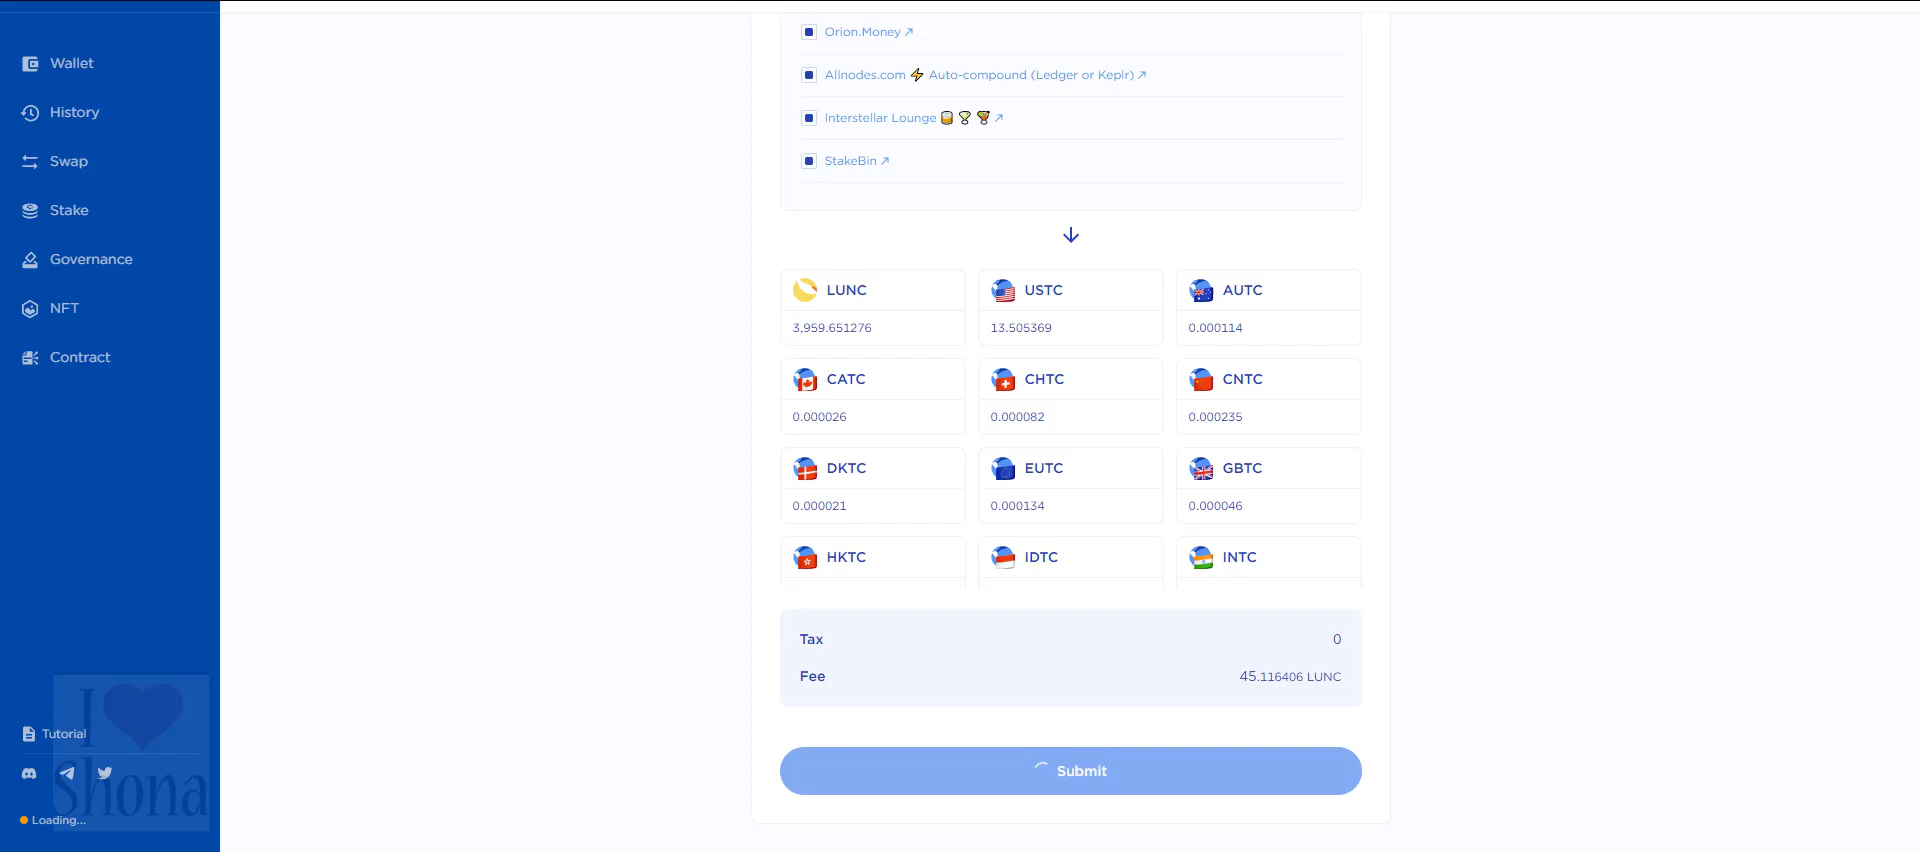 Wallet
History
Swap
Stake
Governance
NFT
Contract
Tutorial
Loading...
I
Shona
Orion.Money
Allnodes.com ⚡ Auto-compound (Ledger or Keplr)
Interstellar Lounge
StakeBin
LUNC
3,959.651276
USTC
13.505369
AUTC
0.000114
CATC
0.000026
CHTC
0.000082
CNTC
0.000235
DKTC
0.000021
EUTC
0.000134
GBTC
0.000046
HKTC
IDTC
INTC
Tax 0
Fee 45.116406 LUNC
Submit